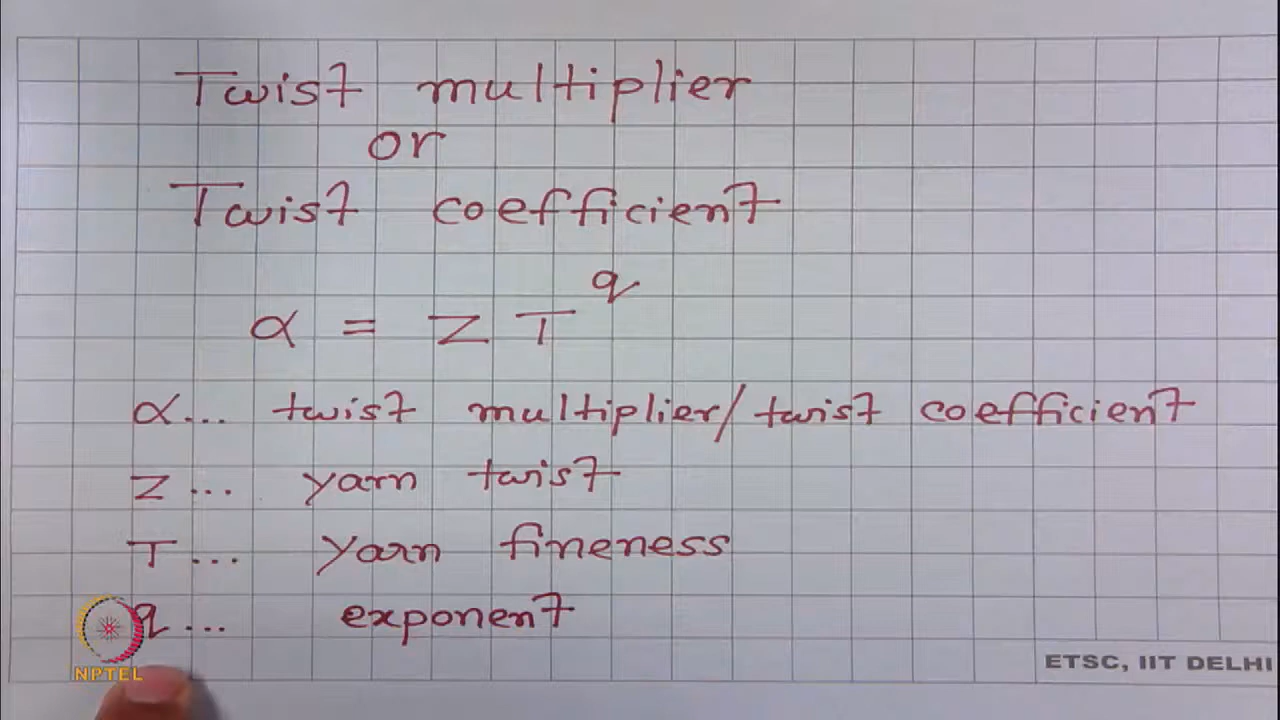 Twist multiplier
or
Twist coefficient
α = Z T^q
α... twist multiplier/twist coefficient
Z... yarn twist
T... yarn fineness
q... exponent
NPTEL
ETSC, IIT DELHI